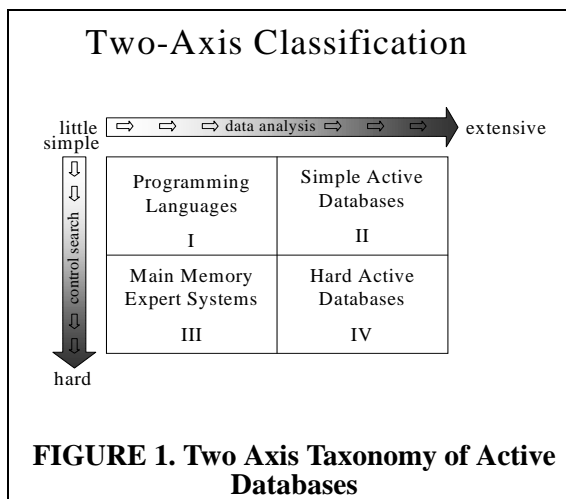 Two-Axis Classification
little
data analysis
extensive
simple
control search
Programming
Languages
I
Simple Active
Databases
II
Main Memory
Expert Systems
III
Hard Active
Databases
IV
hard
FIGURE 1. Two Axis Taxonomy of Active
Databases